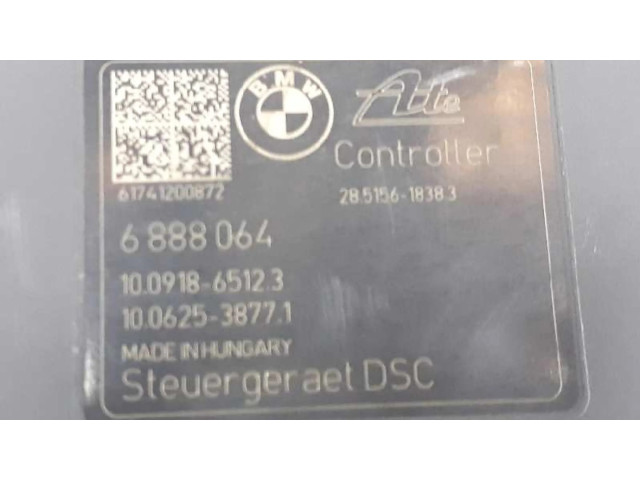 BMW
Ate
Controller
61741200872
28.5156-1838.3
6 888 064
10.0918-6512.3
10.0625-3877.1
MADE IN HUNGARY
Steuergeraet DSC